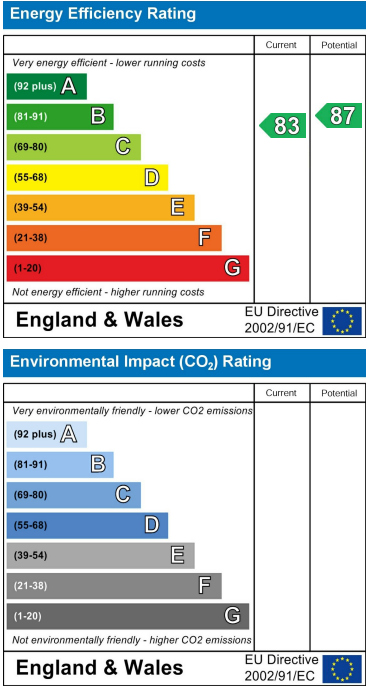 Energy Efficiency Rating
Current Potential
Very energy efficient - lower running costs
(92 plus) A
(81-91) B
(69-80) C
(55-68) D
(39-54) E
(21-38) F
(1-20) G
83
87
Not energy efficient - higher running costs
England & Wales
EU Directive
2002/91/EC
Environmental Impact (CO₂) Rating
Current Potential
Very environmentally friendly - lower CO2 emissions
(92 plus) A
(81-91) B
(69-80) C
(55-68) D
(39-54) E
(21-38) F
(1-20) G
Not environmentally friendly - higher CO2 emissions
England & Wales
EU Directive
2002/91/EC